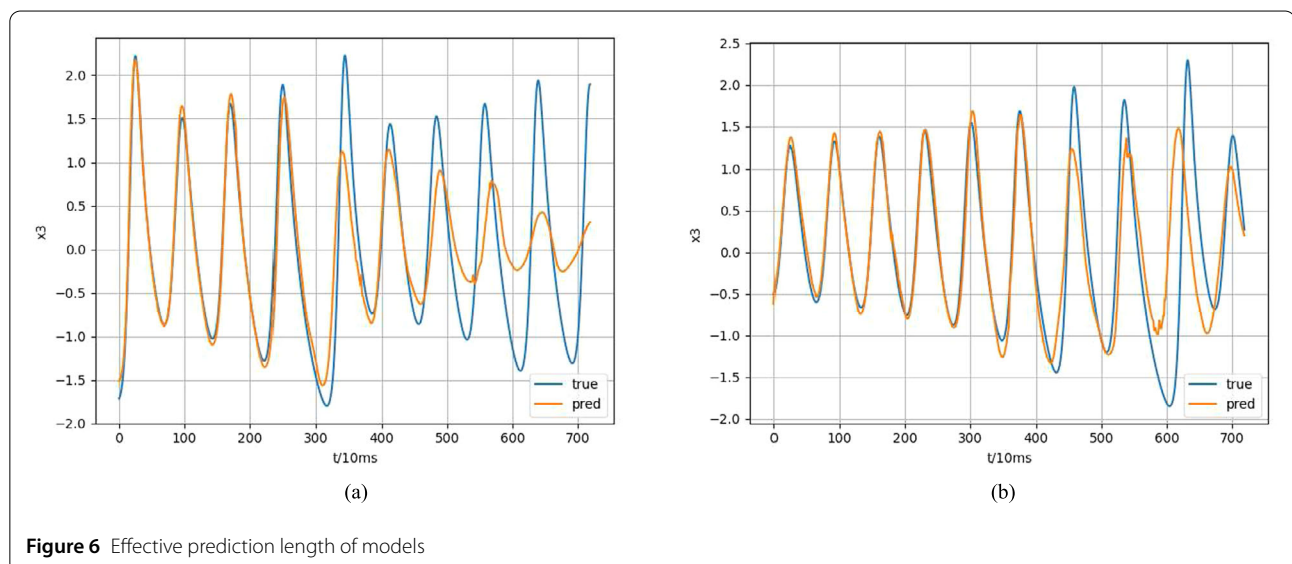 2.0
1.5
1.0
0.5
0.0
−0.5
−1.0
−1.5
−2.0
x3
0 100 200 300 400 500 600 700
t/10ms
true
pred
(a)
2.5
2.0
1.5
1.0
0.5
0.0
−0.5
−1.0
−1.5
−2.0
x3
0 100 200 300 400 500 600 700
t/10ms
true
pred
(b)
Figure 6 Effective prediction length of models